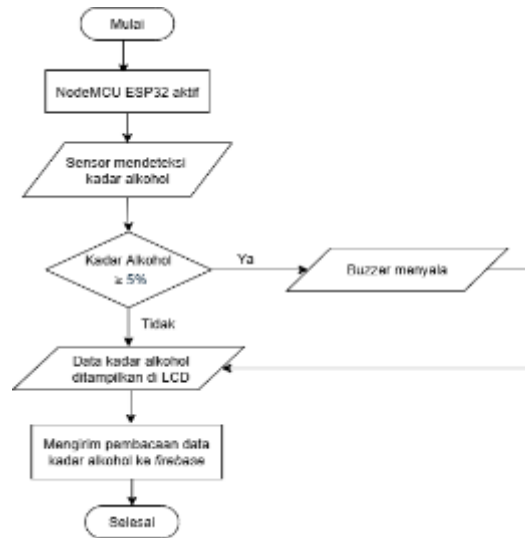 Mulai
NodeMCU ESP32 aktif
Sensor mendeteksi
kadar alkohol
Kadar Alkohol
≥ 5%
Ya
Buzzer menyala
Tidak
Data kadar alkohol
ditampilkan di LCD
Mengirim pembacaan data
kadar alkohol ke firebase
Selesai